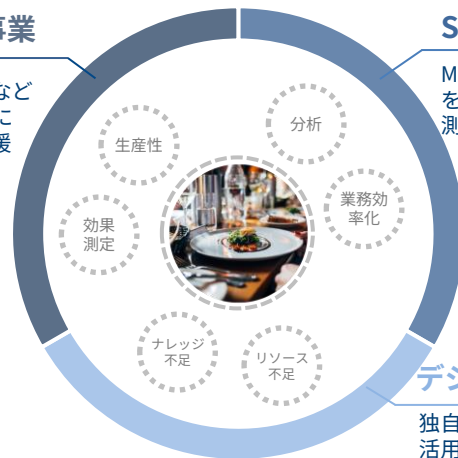 事業
など
に
援
S
M
を
測
生産性
分析
業務効
率化
効果
測定
ナレッジ
不足
リソース
不足
デジ
独自
活用